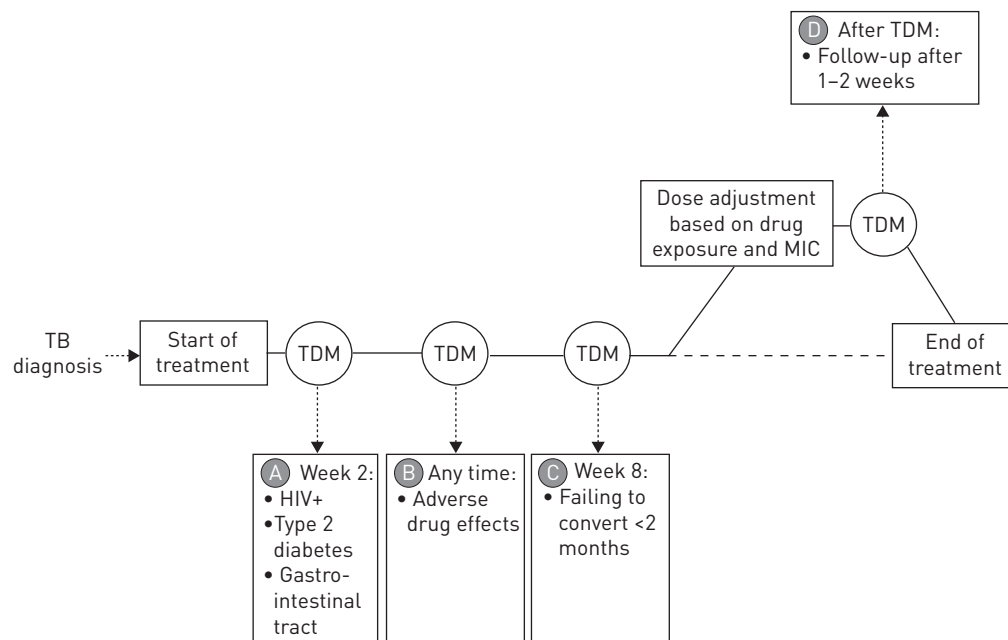 D After TDM:
• Follow-up after
1–2 weeks
Dose adjustment
based on drug
exposure and MIC
TDM
TB
diagnosis
Start of
treatment
TDM
TDM
TDM
End of
treatment
A Week 2:
• HIV+
• Type 2
diabetes
• Gastro-
intestinal
tract
B Any time:
• Adverse
drug effects
C Week 8:
• Failing to
convert <2
months